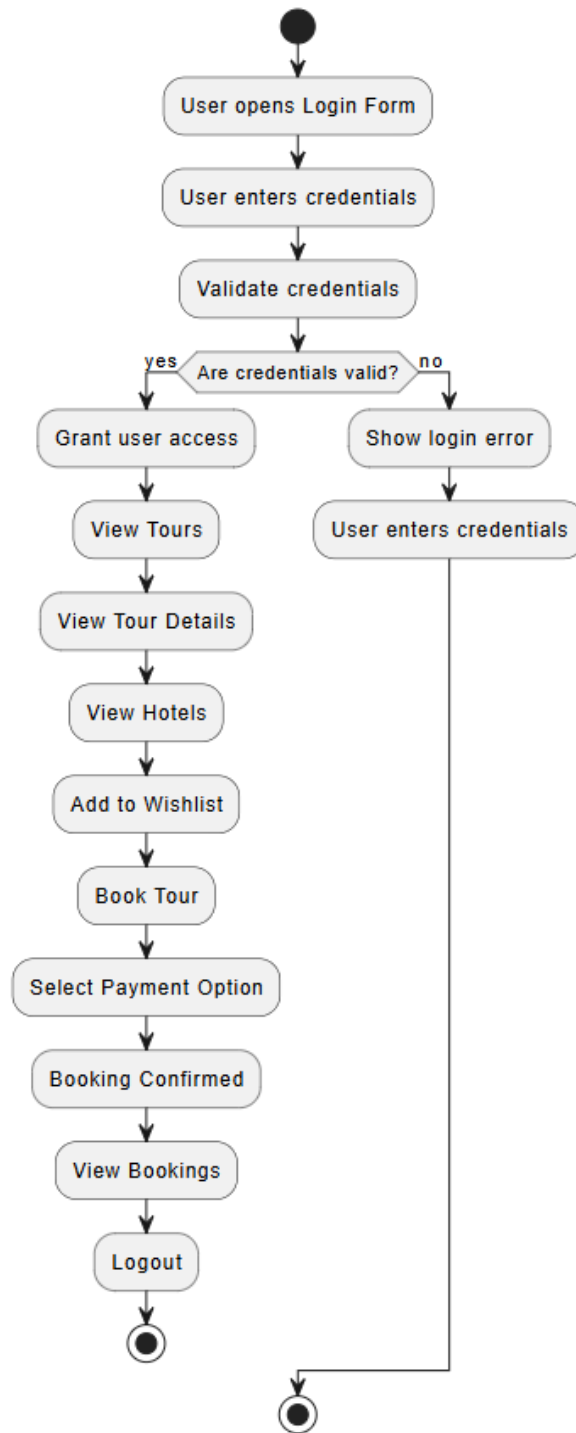 User opens Login Form
User enters credentials
Validate credentials
yes
Are credentials valid?
no
Grant user access
Show login error
View Tours
User enters credentials
View Tour Details
View Hotels
Add to Wishlist
Book Tour
Select Payment Option
Booking Confirmed
View Bookings
Logout